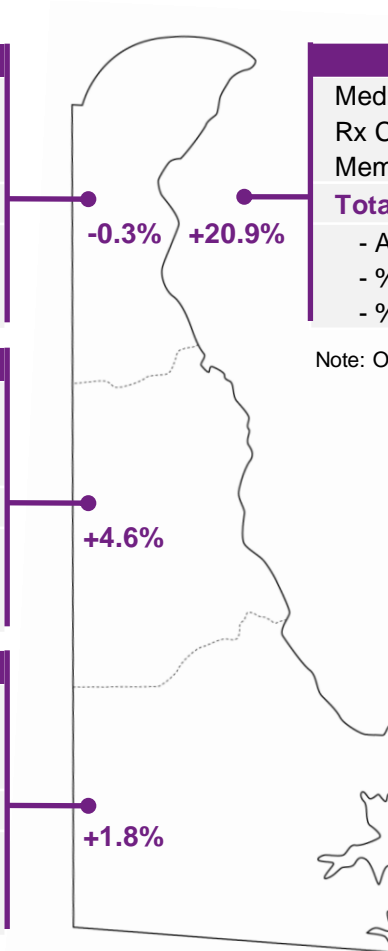 Med
Rx C
Mem
Tota
- A
- %
- %
Note: O
-0.3%
+20.9%
+4.6%
+1.8%